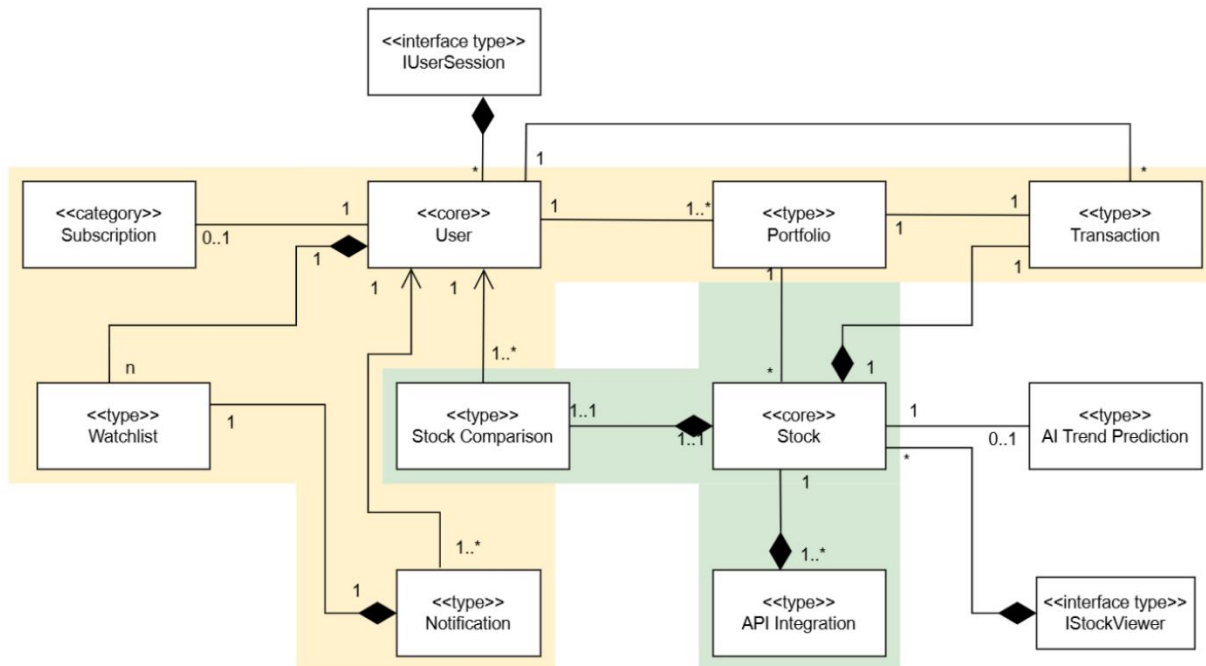 <<interface type>>
IUserSession
*
1
*
<<category>>
Subscription
0..1
1
<<core>>
User
1
1..*
<<type>>
Portfolio
1
1
<<type>>
Transaction
1
1
1
1
1
n
1..*
*
1
<<type>>
Watchlist
1
<<type>>
Stock Comparison
1..1
1..1
<<core>>
Stock
1
0..1
*
<<type>>
AI Trend Prediction
1
1..*
1..*
1
<<type>>
Notification
<<type>>
API Integration
<<interface type>>
IStockViewer